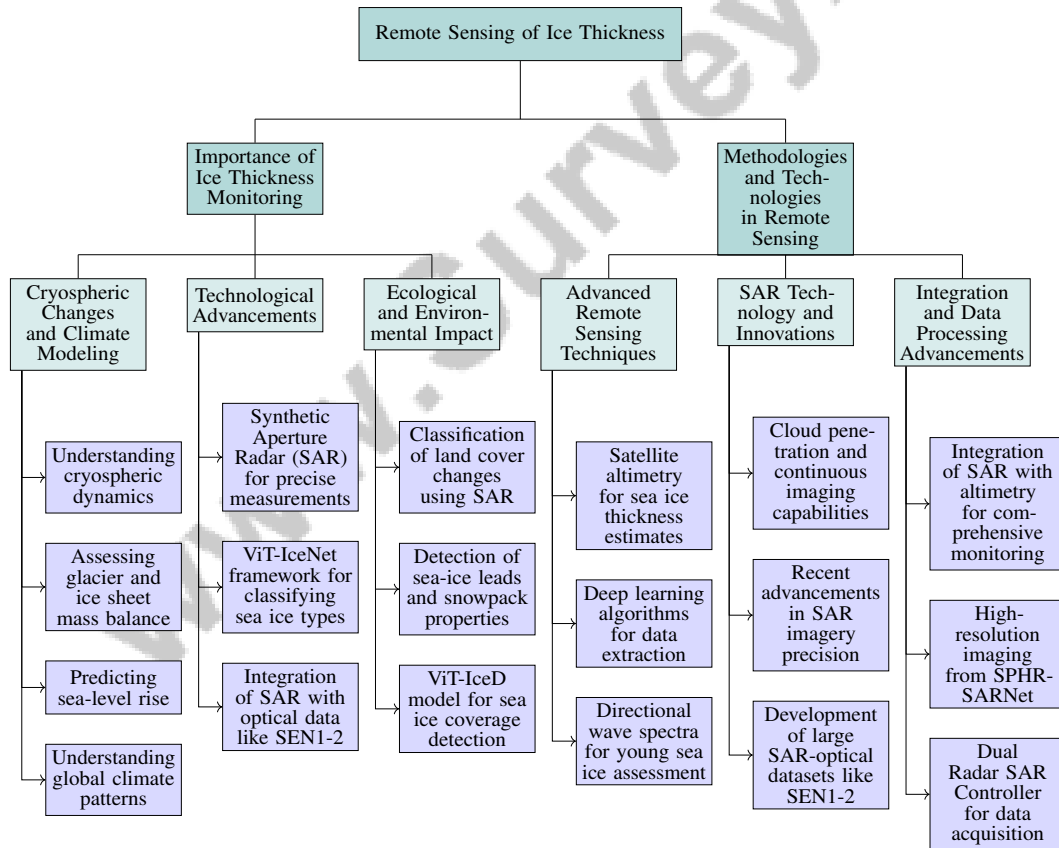 Remote Sensing of Ice Thickness
Importance of
Ice Thickness
Monitoring
Methodologies
and Tech-
nologies
in Remote
Sensing
Cryospheric
Changes
and Climate
Modeling
Technological
Advancements
Ecological
and Environ-
mental Impact
Advanced
Remote
Sensing
Techniques
SAR Tech-
nology and
Innovations
Integration
and Data
Processing
Advancements
Understanding
cryospheric
dynamics
Assessing
glacier and
ice sheet
mass balance
Predicting
sea-level rise
Understanding
global climate
patterns
Synthetic
Aperture
Radar (SAR)
for precise
measurements
ViT-IceNet
framework for
classifying
sea ice types
Integration
of SAR with
optical data
like SEN1-2
Classification
of land cover
changes
using SAR
Detection of
sea-ice leads
and snowpack
properties
ViT-IceD
model for sea
ice coverage
detection
Satellite
altimetry
for sea ice
thickness
estimates
Deep learning
algorithms
for data
extraction
Directional
wave spectra
for young sea
ice assessment
Cloud pene-
tration and
continuous
imaging
capabilities
Recent
advancements
in SAR
imagery
precision
Development
of large
SAR-optical
datasets like
SEN1-2
Integration
of SAR with
altimetry
for com-
prehensive
monitoring
High-
resolution
imaging
from SPHR-
SARNet
Dual
Radar SAR
Controller
for data
acquisition
www.Survey